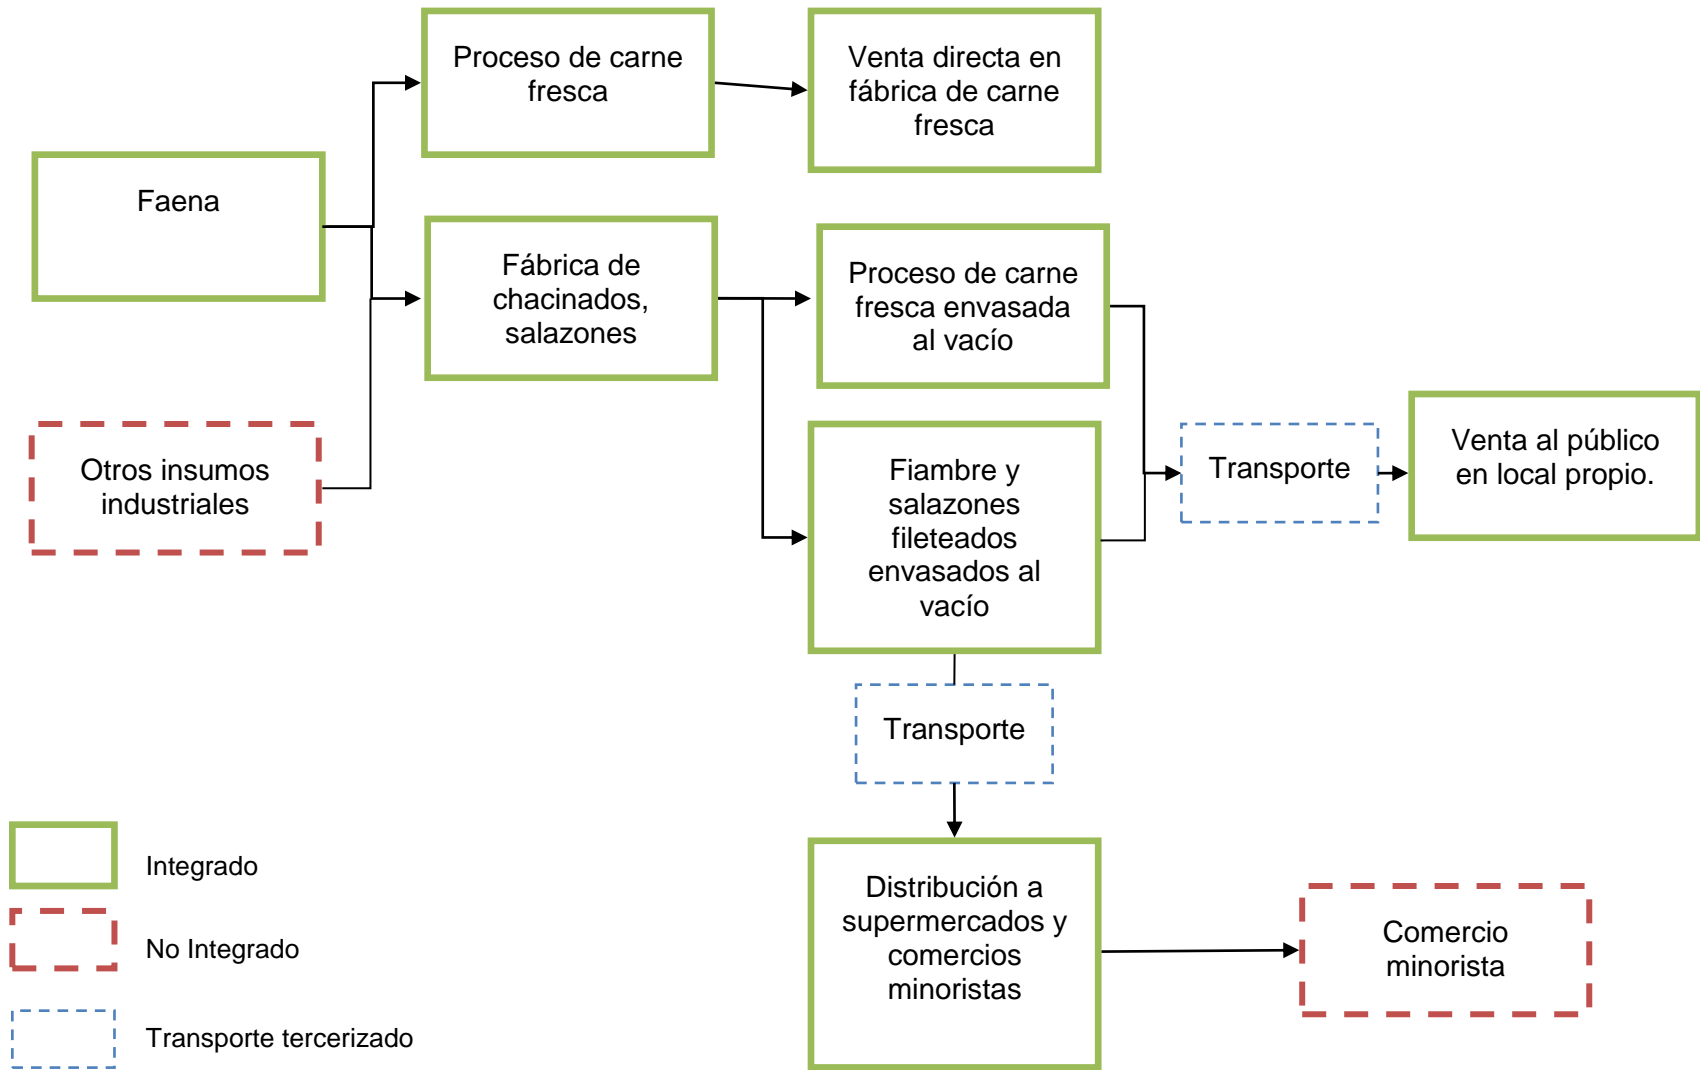 Proceso de carne
fresca
Venta directa en
fábrica de carne
fresca
Faena
Fábrica de
chacinados,
salazones
Proceso de carne
fresca envasada
al vacío
Otros insumos
industriales
Fiambre y
salazones
fileteados
envasados al
vacío
Transporte
Venta al público
en local propio.
Transporte
Distribución a
supermercados y
comercios
minoristas
Comercio
minorista
Integrado
No Integrado
Transporte tercerizado